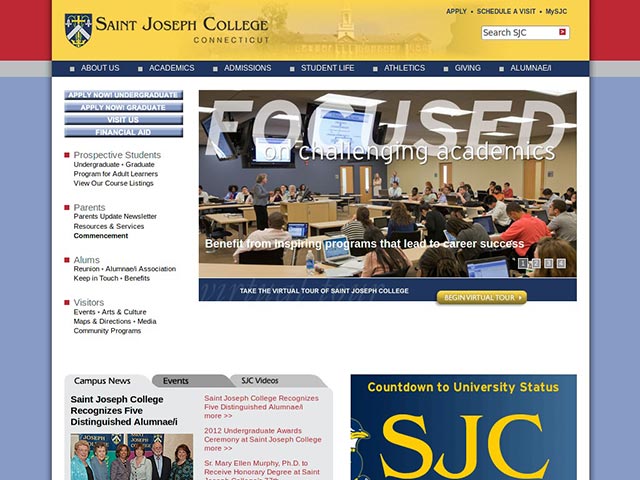 SAINT JOSEPH COLLEGE
CONNECTICUT
APPLY • SCHEDULE A VISIT • MySJC
Search SJC
ABOUT US
ACADEMICS
ADMISSIONS
STUDENT LIFE
ATHLETICS
GIVING
ALUMNAE/I
APPLY NOW! UNDERGRADUATE
APPLY NOW! GRADUATE
VISIT US
FINANCIAL AID
Prospective Students
Undergraduate • Graduate
Program for Adult Learners
View Our Course Listings
Parents
Parents Update Newsletter
Resources & Services
Commencement
Alums
Reunion • Alumnae/i Association
Keep in Touch • Benefits
Visitors
Events • Arts & Culture
Maps & Directions • Media
Community Programs
FOCUSED
on challenging academics
Benefit from inspiring programs that lead to career success
1 2 3 4
virtual tour
TAKE THE VIRTUAL TOUR OF SAINT JOSEPH COLLEGE
BEGIN VIRTUAL TOUR
Campus News
Events
SJC Videos
Saint Joseph College
Recognizes Five
Distinguished Alumnae/i
JOSEPH
COLLEGE
Saint Joseph College Recognizes
Five Distinguished Alumnae/i
more >>
2012 Undergraduate Awards
Ceremony at Saint Joseph College
more >>
Sr. Mary Ellen Murphy, Ph.D. to
Receive Honorary Degree at Saint
Joseph College's 77th
Countdown to University Status
SJC